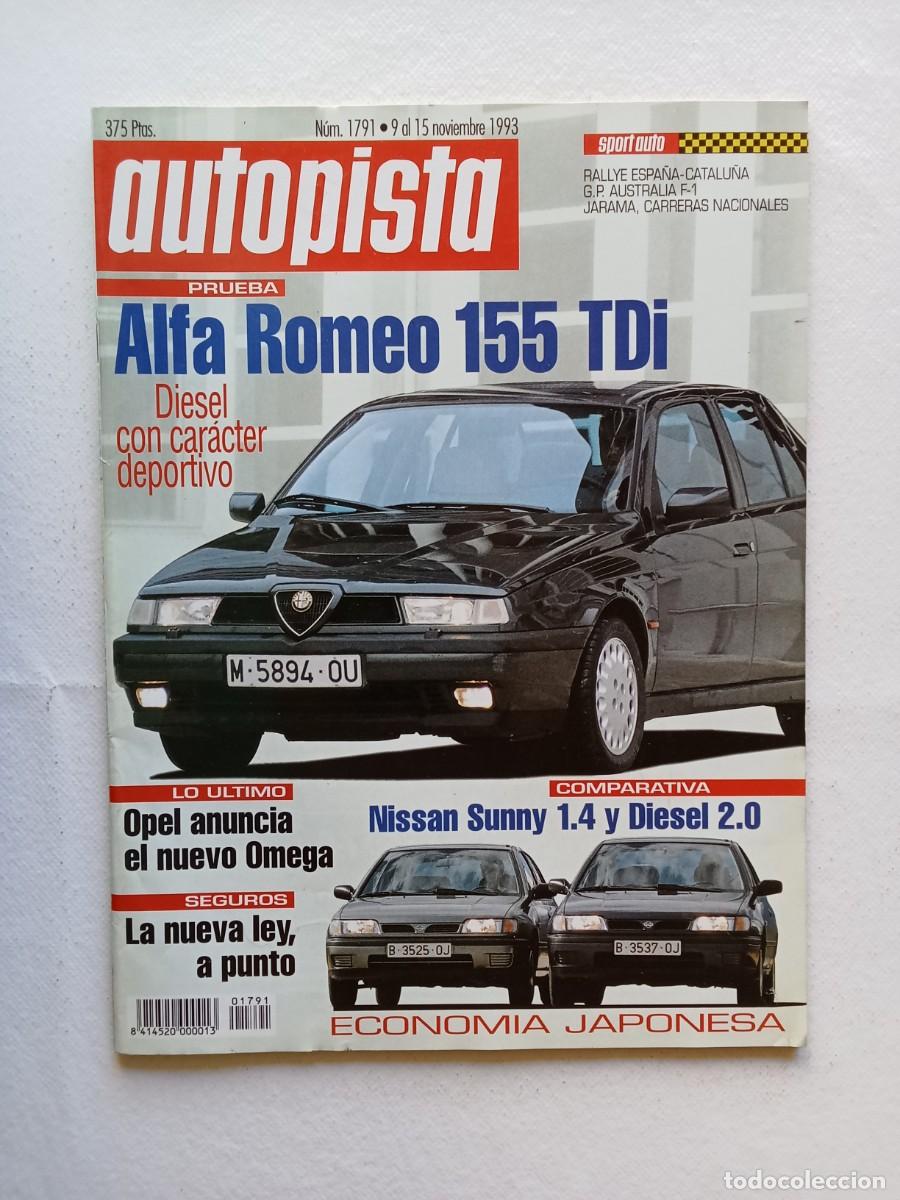 375 Ptas.
Núm. 1791 • 9 al 15 noviembre 1993
autopista
sport auto
RALLYE ESPAÑA-CATALUÑA
G.P. AUSTRALIA F-1
JARAMA, CARRERAS NACIONALES
PRUEBA
Alfa Romeo 155 TDi
Diesel
con carácter
deportivo
M·5894·OU
LO ULTIMO
Opel anuncia
el nuevo Omega
SEGUROS
La nueva ley,
a punto
COMPARATIVA
Nissan Sunny 1.4 y Diesel 2.0
B·3525·OJ
B·3537·OJ
ECONOMIA JAPONESA
01791
8 414520 000013
todocoleccion